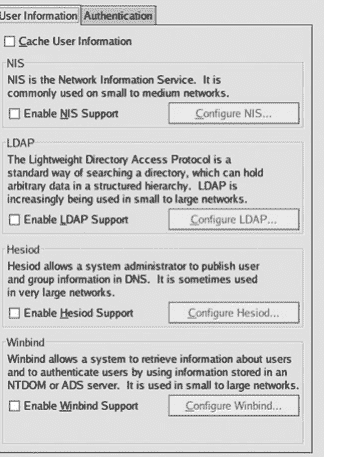 User Information Authentication
Cache User Information
NIS
NIS is the Network Information Service. It is
commonly used on small to medium networks.
Enable NIS Support Configure NIS...
LDAP
The Lightweight Directory Access Protocol is a
standard way of searching a directory, which can hold
arbitrary data in a structured hierarchy. LDAP is
increasingly being used in small to large networks.
Enable LDAP Support Configure LDAP...
Hesiod
Hesiod allows a system administrator to publish user
and group information in DNS. It is sometimes used
in very large networks.
Enable Hesiod Support Configure Hesiod...
Winbind
Winbind allows a system to retrieve information about users
and to authenticate users by using information stored in an
NTDOM or ADS server. It is used in small to large networks.
Enable Winbind Support Configure Winbind...